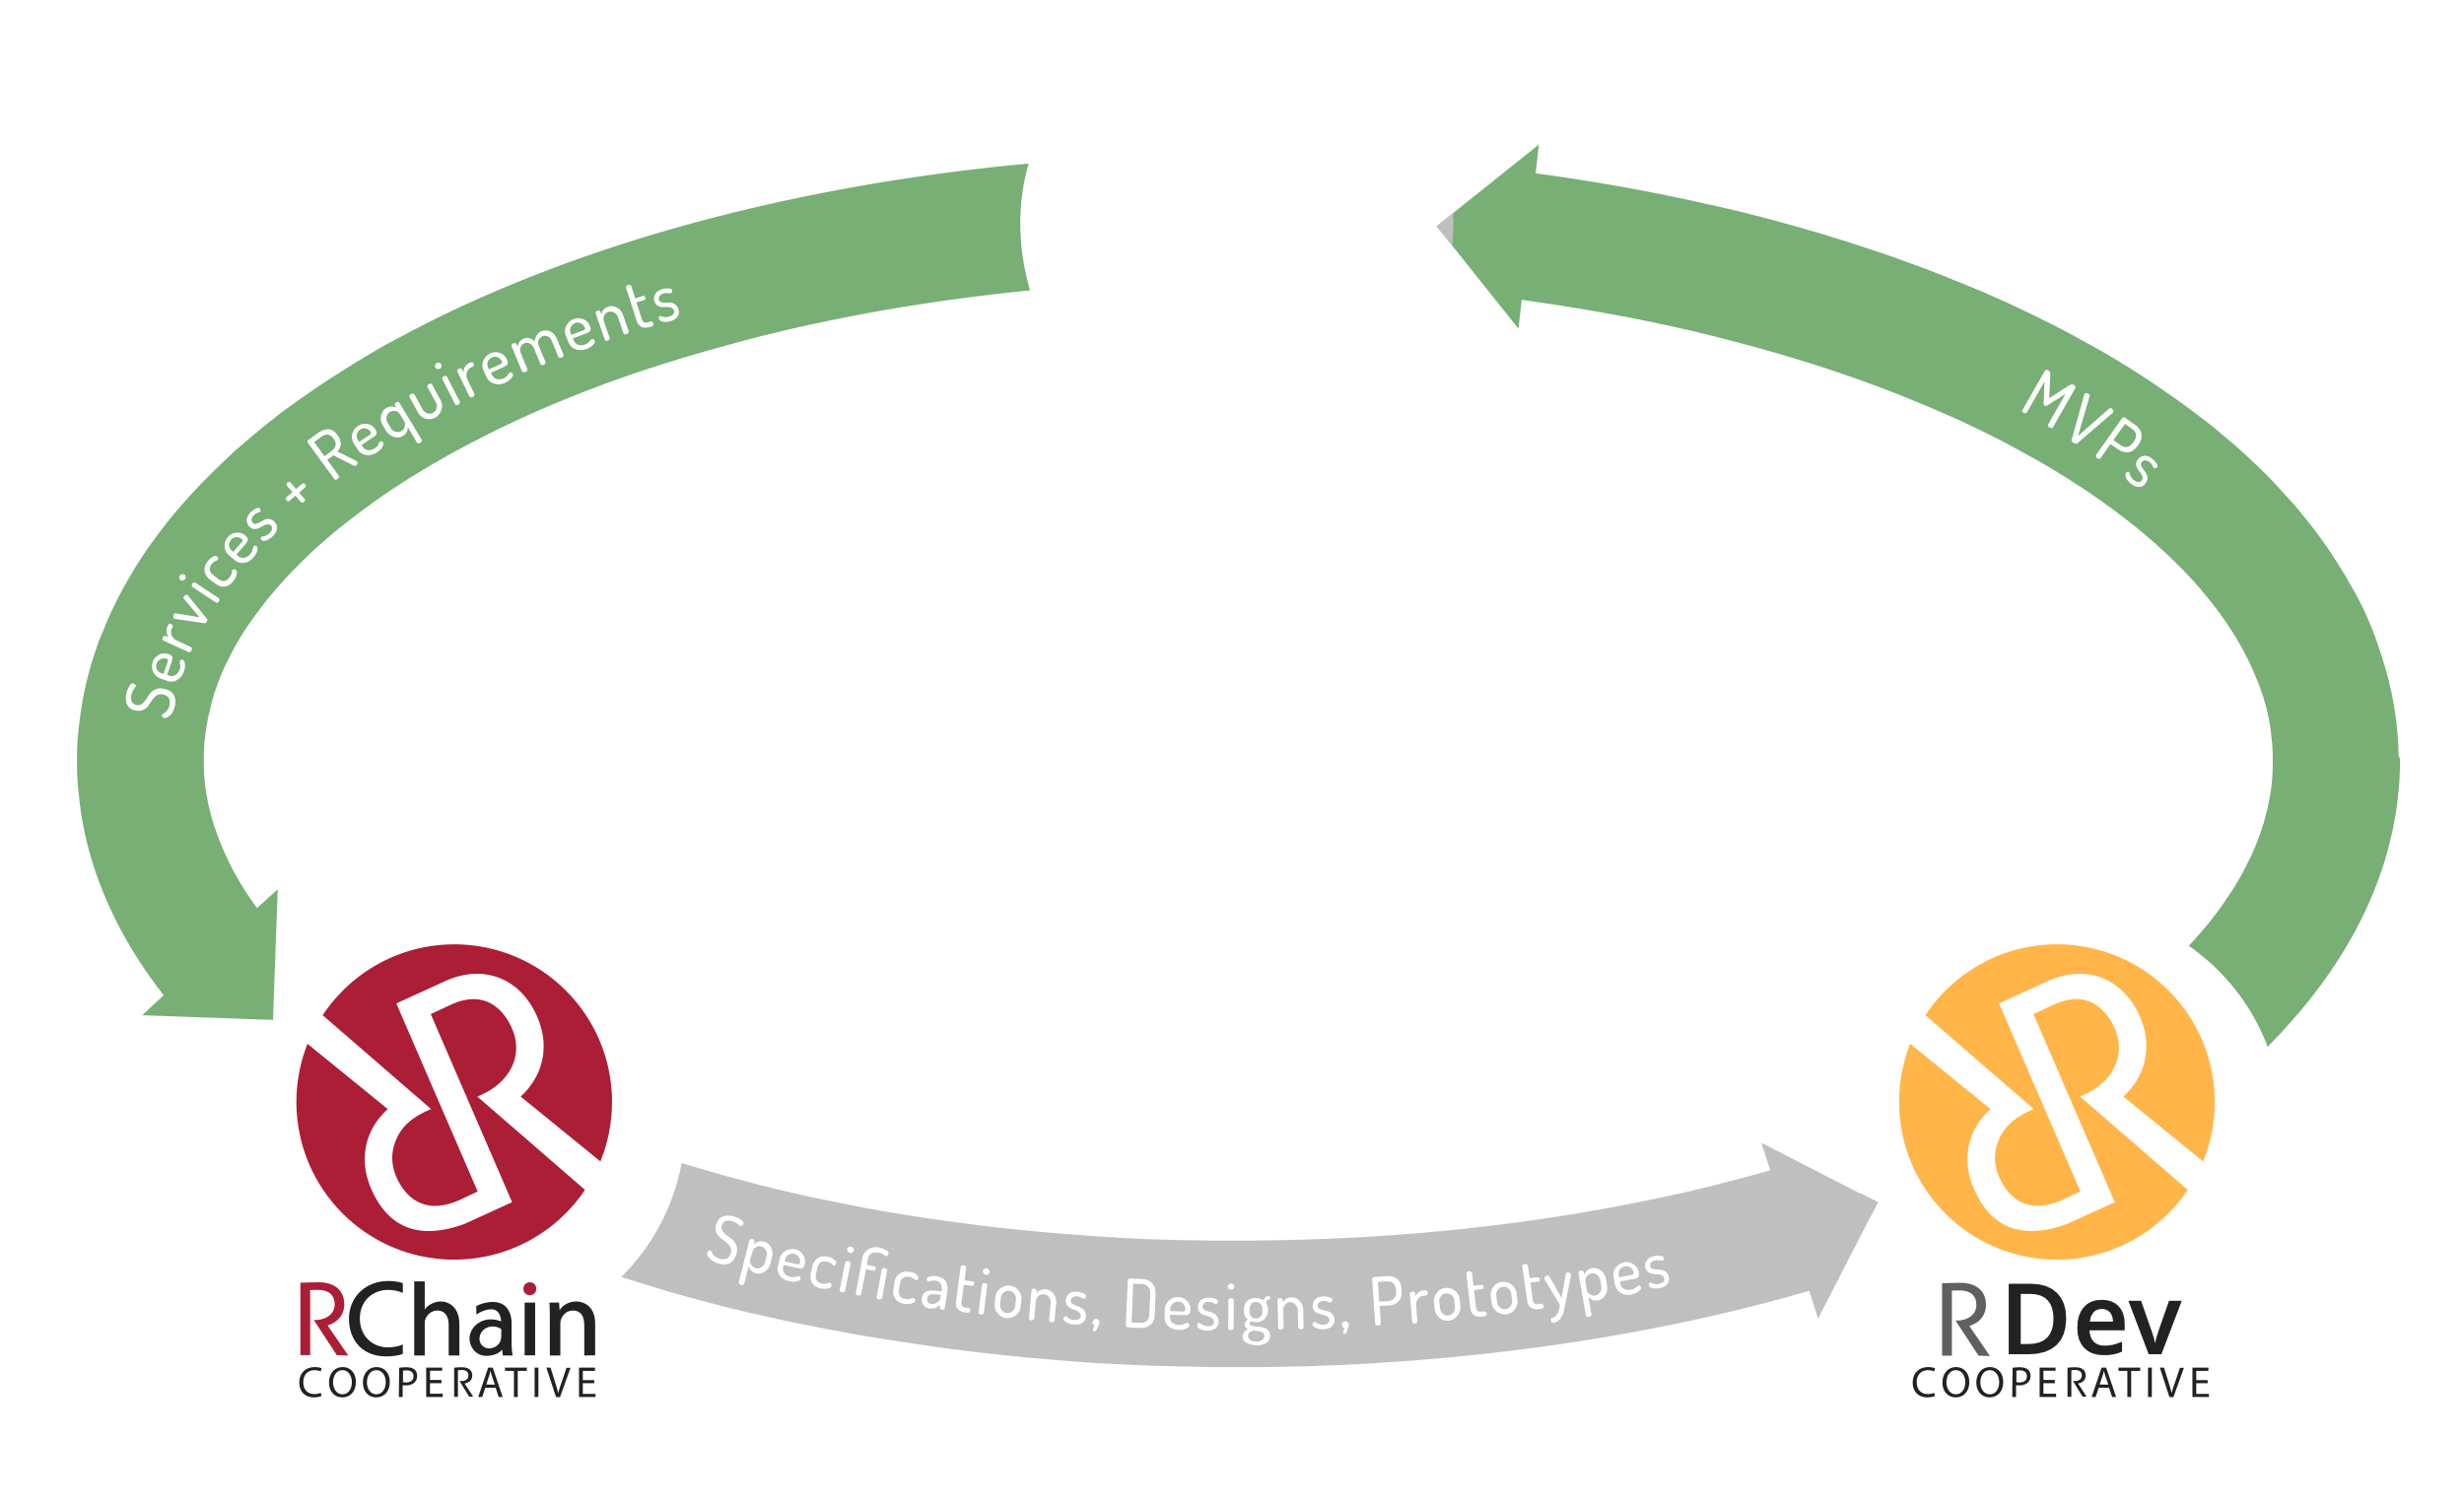 Services + Requirements
MVPs
RChain
COOPERATIVE
Specifications, Designs, Prototypes
RDev
COOPERATIVE